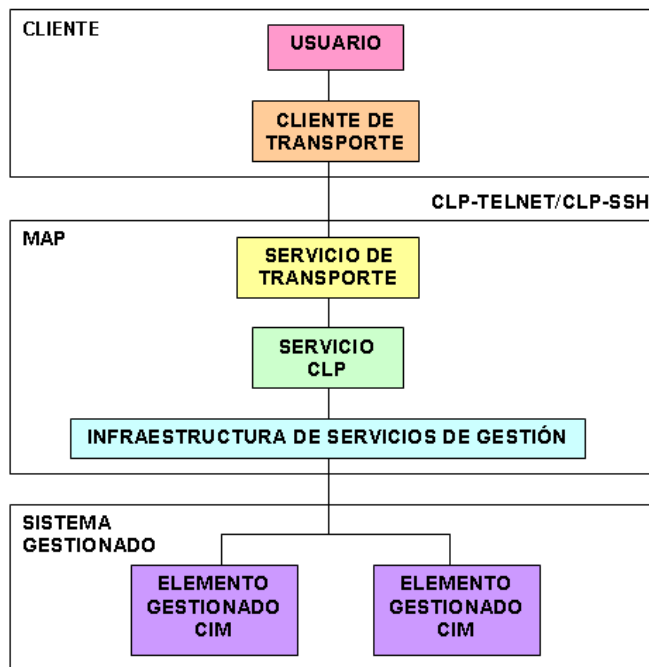 CLIENTE
USUARIO
CLIENTE DE
TRANSPORTE
CLP-TELNET/CLP-SSH
MAP
SERVICIO DE
TRANSPORTE
SERVICIO
CLP
INFRAESTRUCTURA DE SERVICIOS DE GESTIÓN
SISTEMA
GESTIONADO
ELEMENTO
GESTIONADO
CIM
ELEMENTO
GESTIONADO
CIM